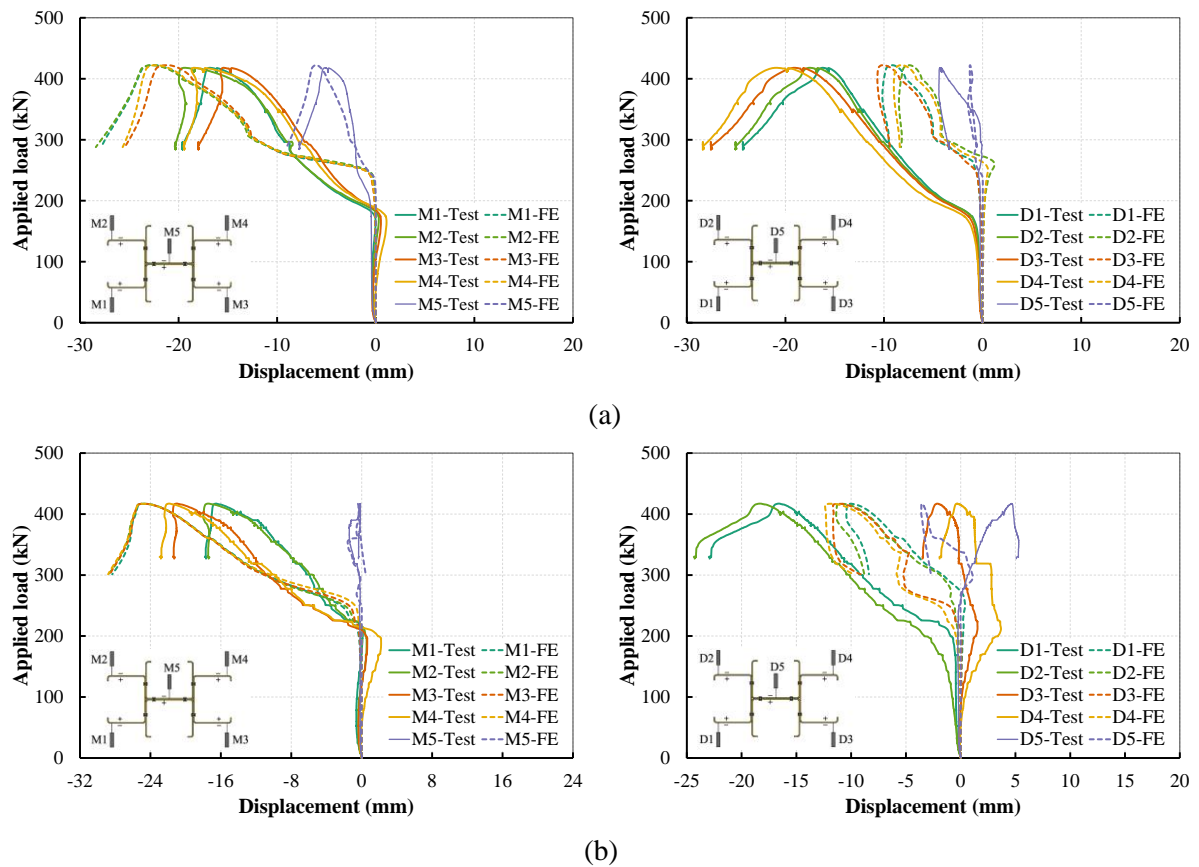 500
400
300
200
100
0
-30 -20 -10 0 10 20
Applied load (kN)
Displacement (mm)
M1-Test M1-FE
M2-Test M2-FE
M3-Test M3-FE
M4-Test M4-FE
M5-Test M5-FE
M2 M4
M5
M1 M3
500
400
300
200
100
0
-30 -20 -10 0 10 20
Applied load (kN)
Displacement (mm)
D1-Test D1-FE
D2-Test D2-FE
D3-Test D3-FE
D4-Test D4-FE
D5-Test D5-FE
D2 D4
D5
D1 D3
(a)
500
400
300
200
100
0
-32 -24 -16 -8 0 8 16 24
Applied load (kN)
Displacement (mm)
M1-Test M1-FE
M2-Test M2-FE
M3-Test M3-FE
M4-Test M4-FE
M5-Test M5-FE
M2 M4
M5
M1 M3
500
400
300
200
100
0
-25 -20 -15 -10 -5 0 5 10 15 20
Applied load (kN)
Displacement (mm)
D1-Test D1-FE
D2-Test D2-FE
D3-Test D3-FE
D4-Test D4-FE
D5-Test D5-FE
D2 D4
D5
D1 D3
(b)